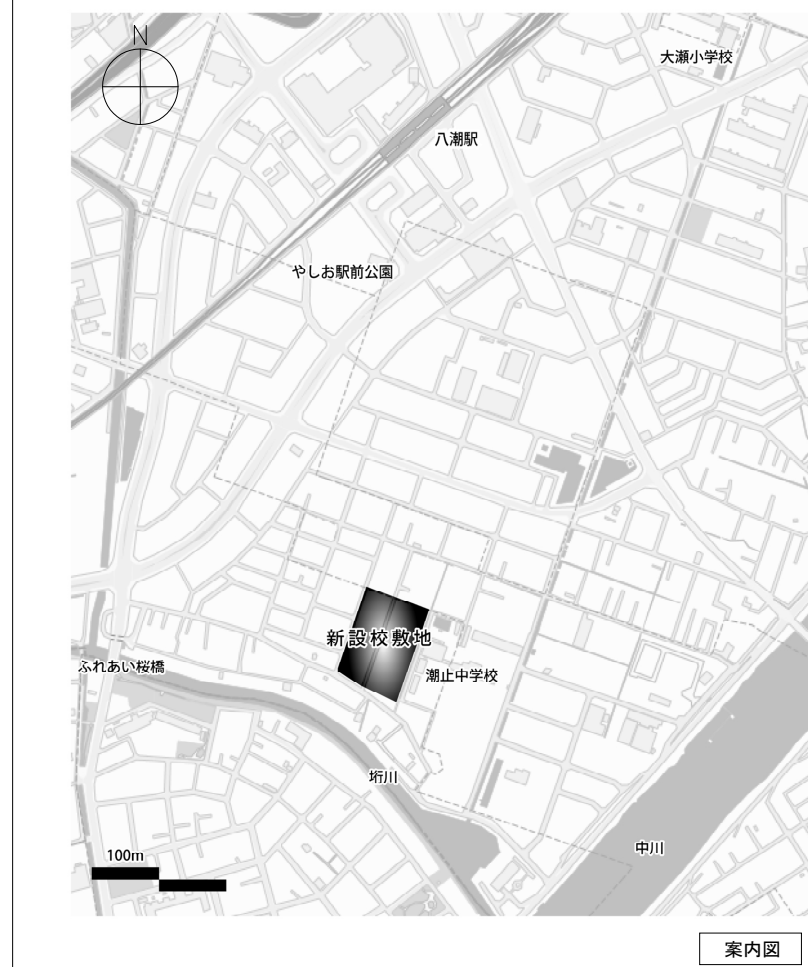 N
大瀬小学校
八潮駅
やしお駅前公園
新設校敷地
ふれあい桜橋
潮止中学校
垳川
中川
100m
案内図